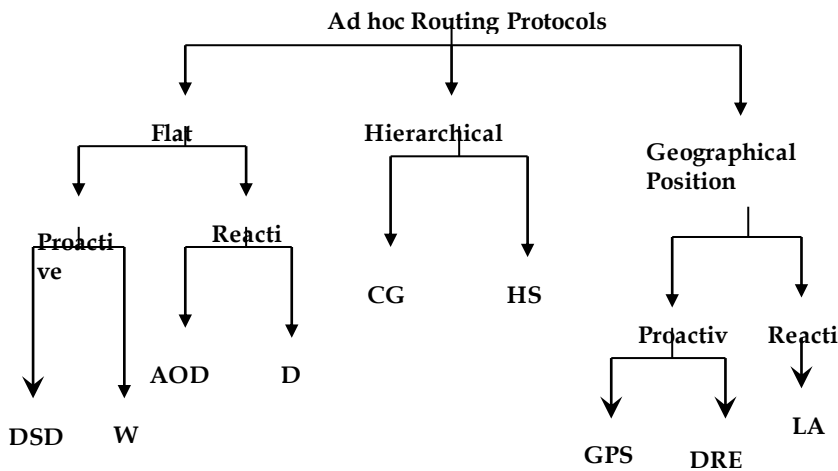 Ad hoc Routing Protocols
Flat
Hierarchical
Geographical
Position
Proacti
ve
Reacti
CG
HS
Proactiv
Reacti
AOD
D
DSD
W
GPS
DRE
LA